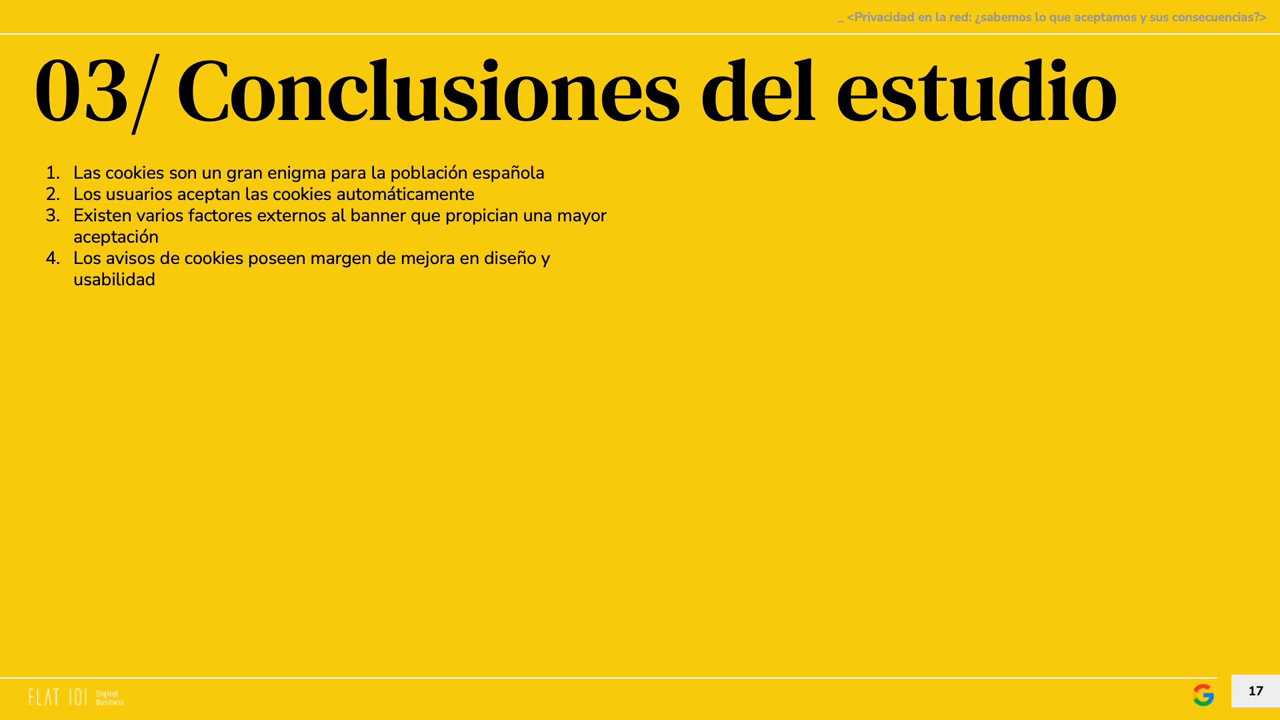 _ <Privacidad en la red: ¿sabemos lo que aceptamos y sus consecuencias?>
03/ Conclusiones del estudio
1. Las cookies son un gran enigma para la población española
2. Los usuarios aceptan las cookies automáticamente
3. Existen varios factores externos al banner que propician una mayor
aceptación
4. Los avisos de cookies poseen margen de mejora en diseño y
usabilidad
FLAT 101 Digital
Business
17